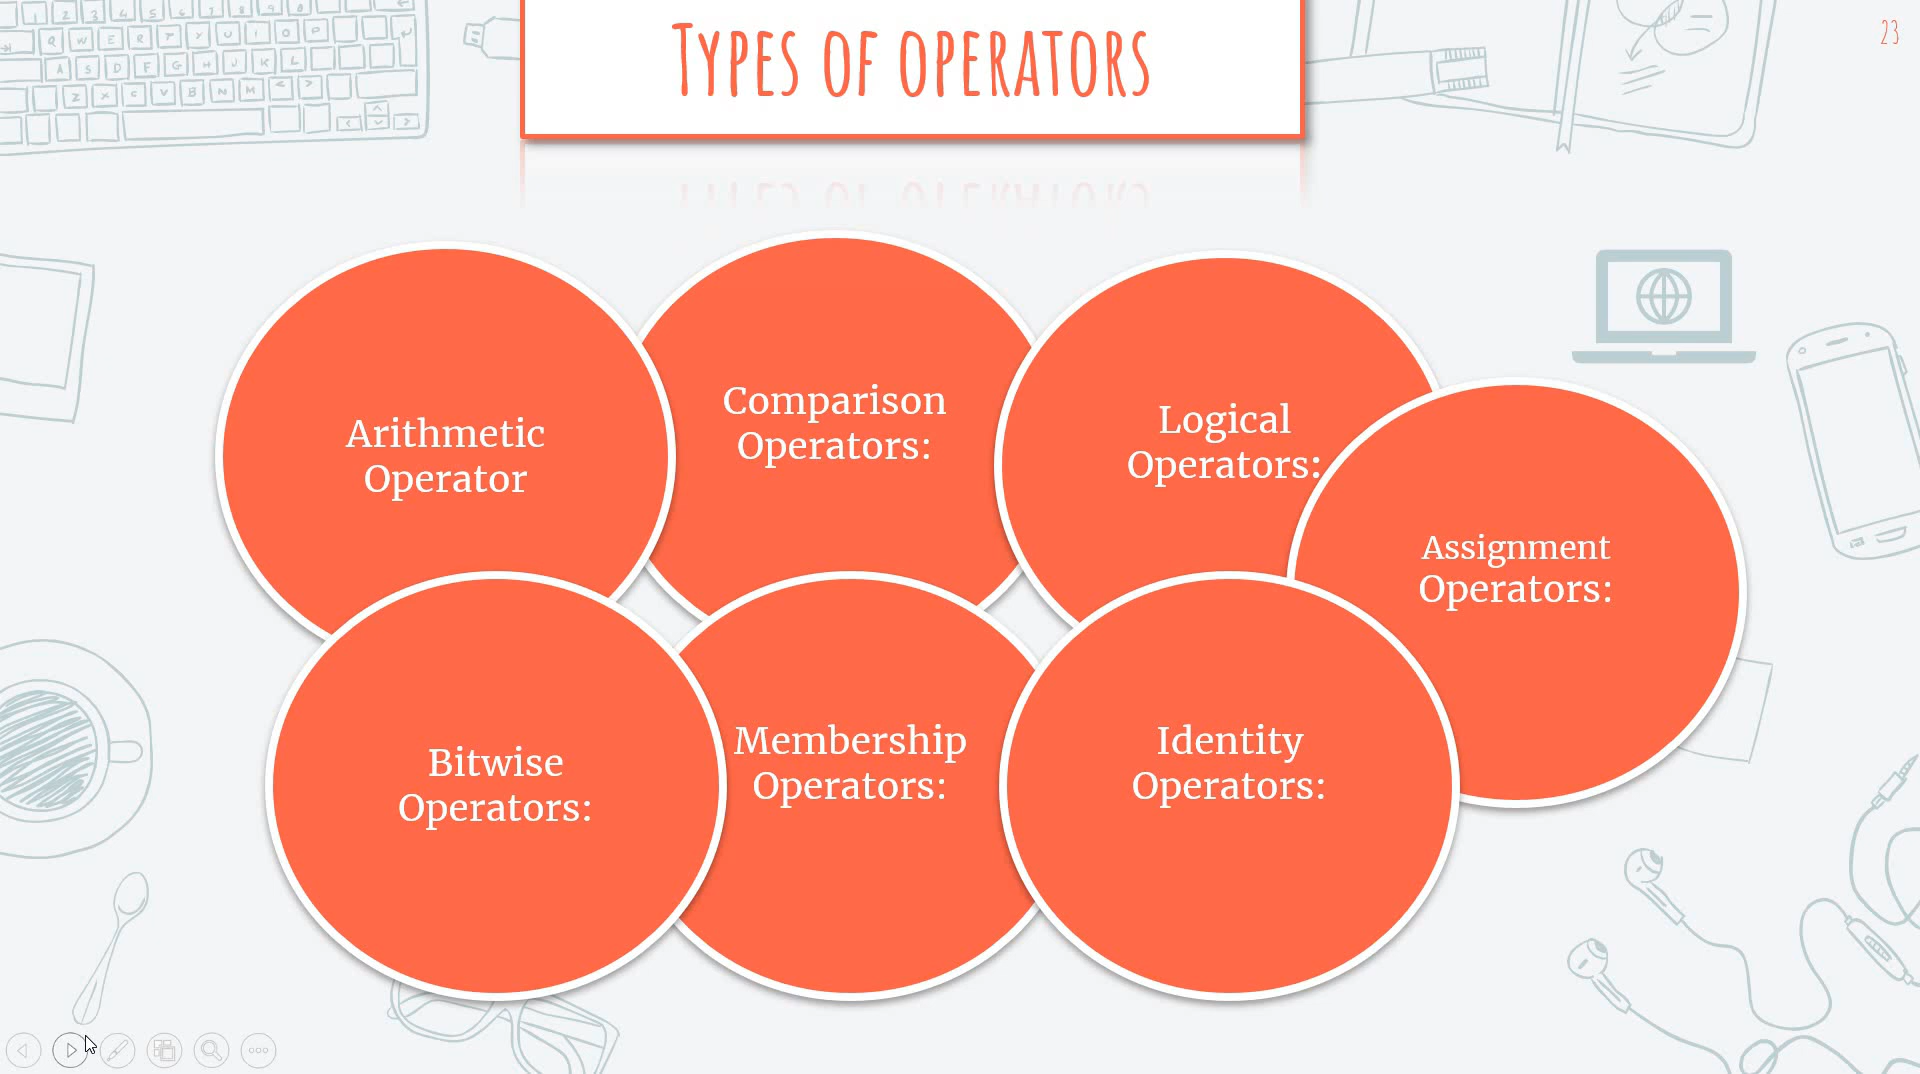 Types of operators
23
Arithmetic
Operator
Comparison
Operators:
Logical
Operators:
Assignment
Operators:
Bitwise
Operators:
Membership
Operators:
Identity
Operators: